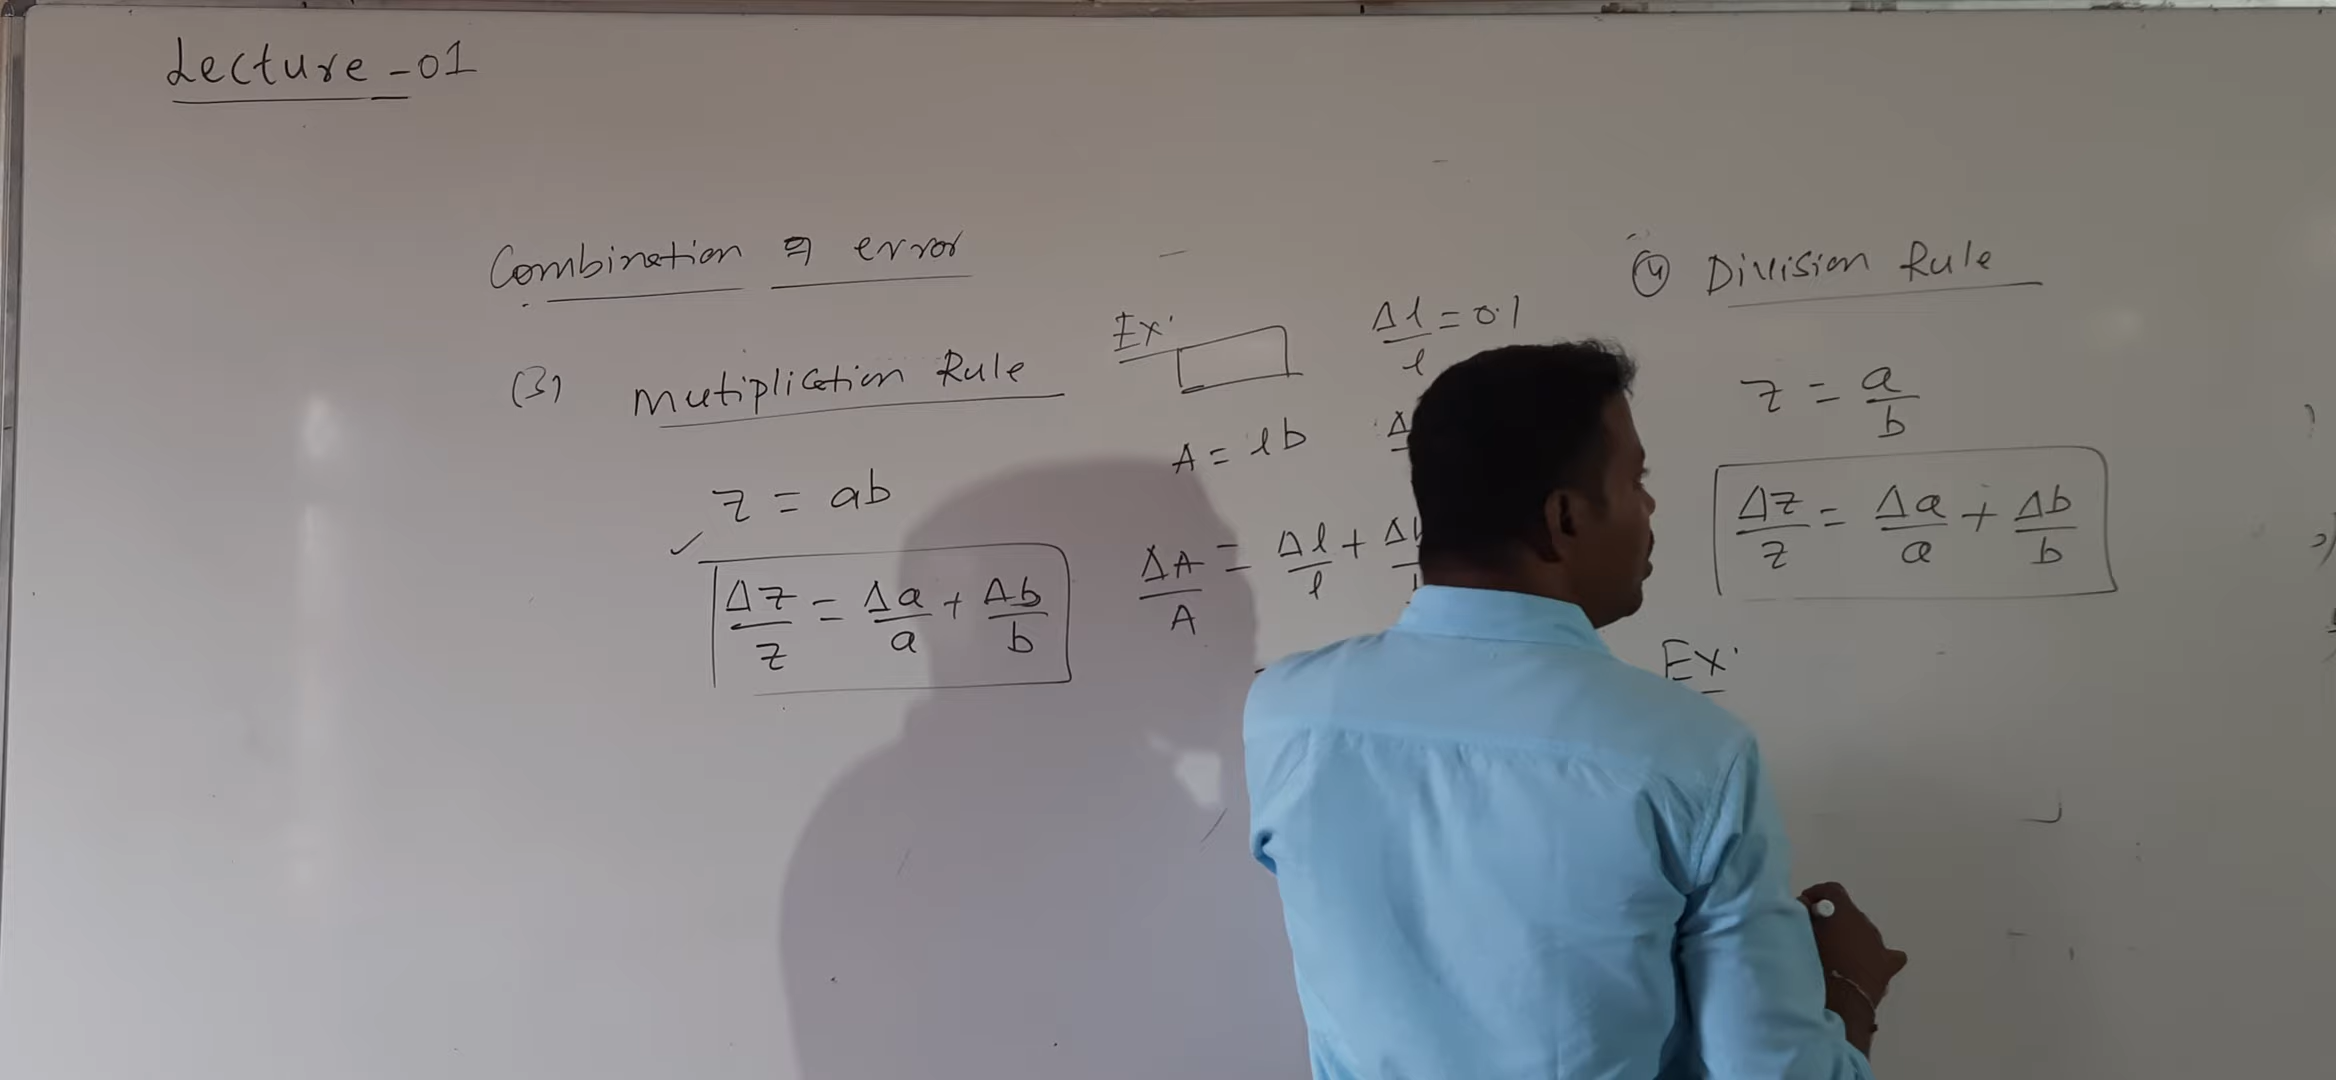 Lecture - 01
Combination of error
(3) Mutiplication Rule
z = ab
Δz/z = Δa/a + Δb/b
Ex.
Δl/l = 0.1
A = lb
ΔA/A = Δl/l +
(4) Division Rule
z = a/b
Δz/z = Δa/a + Δb/b
Ex.